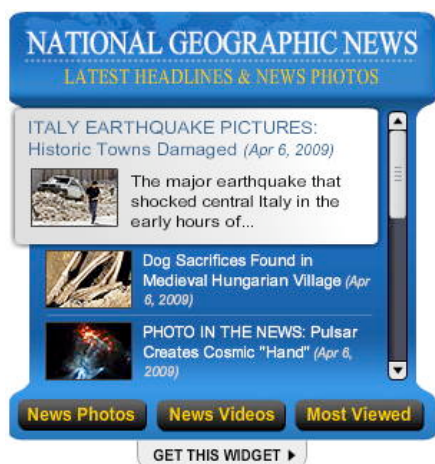 NATIONAL GEOGRAPHIC NEWS
LATEST HEADLINES & NEWS PHOTOS
ITALY EARTHQUAKE PICTURES:
Historic Towns Damaged (Apr 6, 2009)
The major earthquake that
shocked central Italy in the
early hours of...
Dog Sacrifices Found in
Medieval Hungarian Village (Apr
6, 2009)
PHOTO IN THE NEWS: Pulsar
Creates Cosmic "Hand" (Apr 6,
2009)
News Photos
News Videos
Most Viewed
GET THIS WIDGET